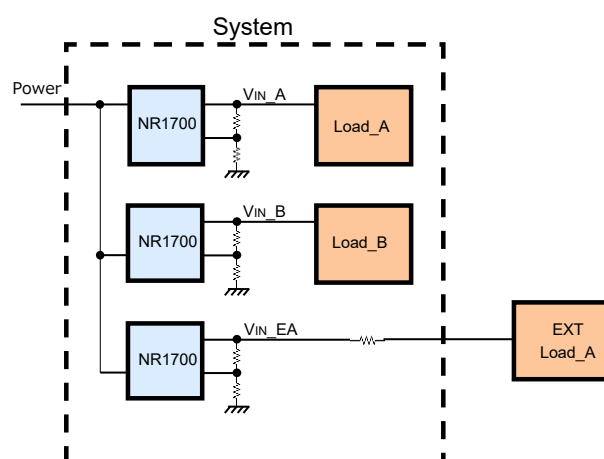 System
Power
NR1700
VIN_A
Load_A
NR1700
VIN_B
Load_B
NR1700
VIN_EA
EXT
Load_A